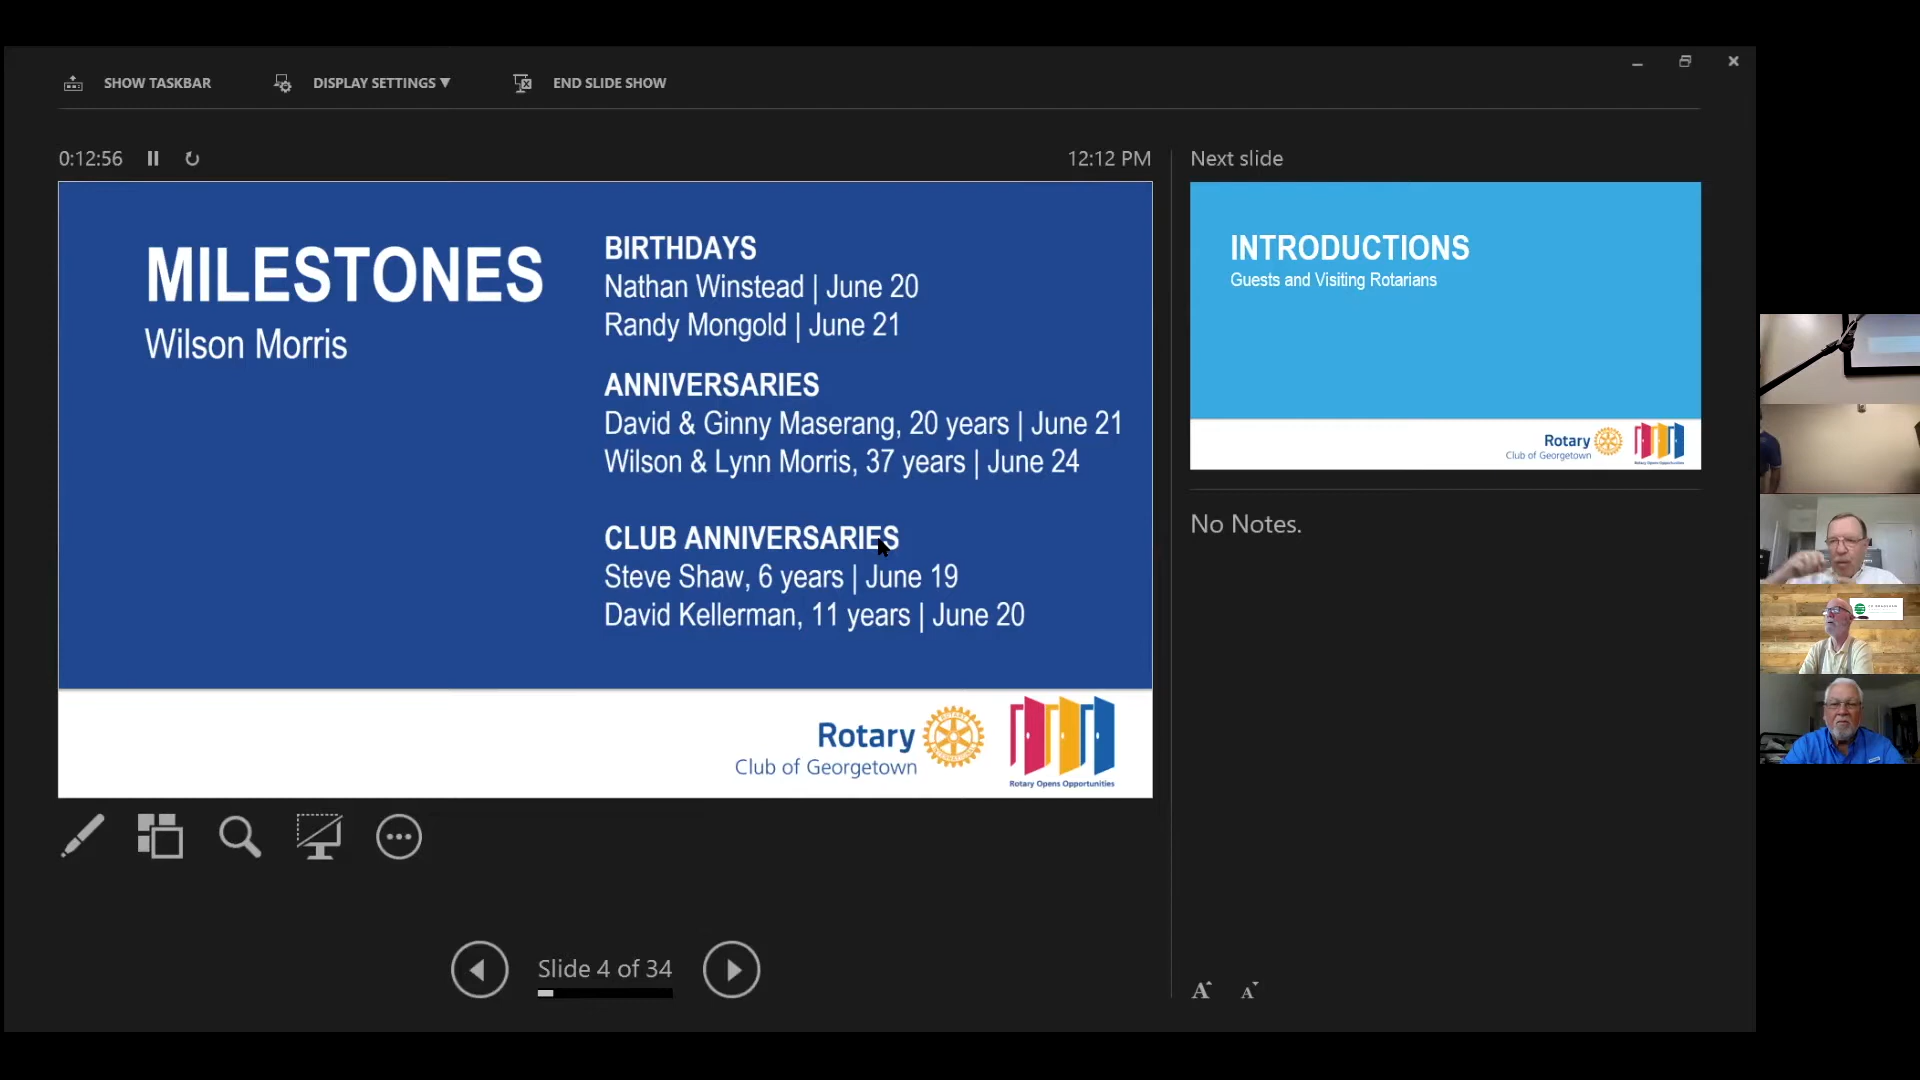 SHOW TASKBAR
DISPLAY SETTINGS ▼
END SLIDE SHOW
0:12:56
12:12 PM
Next slide
MILESTONES
Wilson Morris
BIRTHDAYS
Nathan Winstead | June 20
Randy Mongold | June 21
ANNIVERSARIES
David & Ginny Maserang, 20 years | June 21
Wilson & Lynn Morris, 37 years | June 24
CLUB ANNIVERSARIES
Steve Shaw, 6 years | June 19
David Kellerman, 11 years | June 20
Rotary
Club of Georgetown
Rotary Opens Opportunities
INTRODUCTIONS
Guests and Visiting Rotarians
Rotary
Club of Georgetown
Rotary Opens Opportunities
No Notes.
Slide 4 of 34
A A